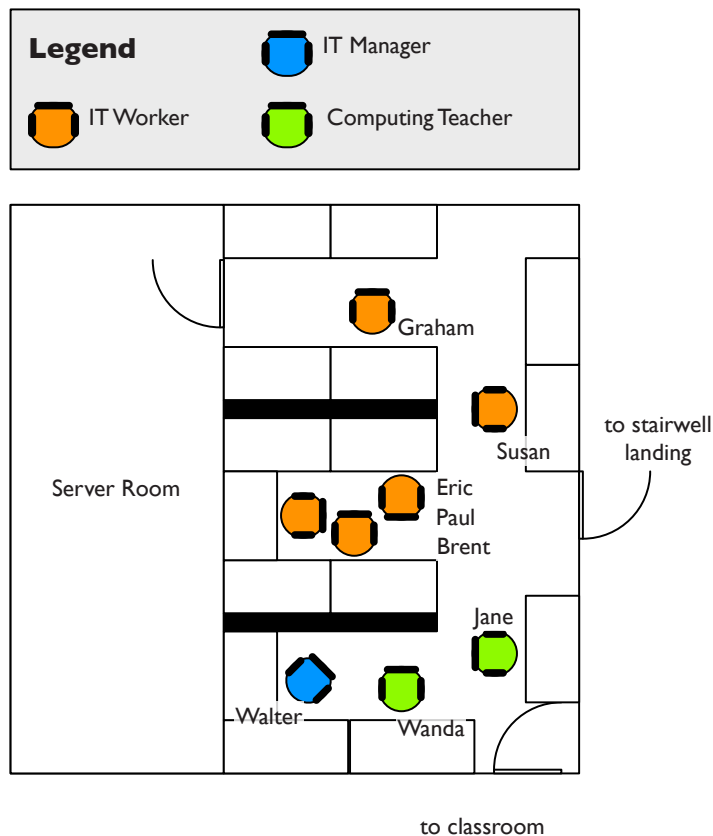 Legend
IT Manager
IT Worker
Computing Teacher
Graham
to stairwell
landing
Susan
Server Room
Eric
Paul
Brent
Jane
Walter
Wanda
to classroom